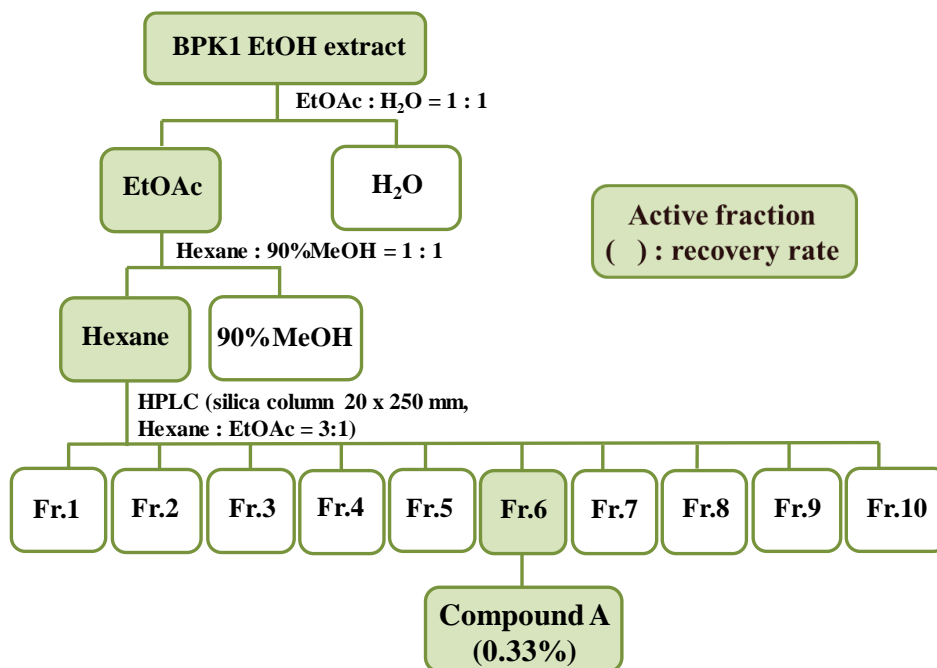 BPK1 EtOH extract
EtOAc : H₂O = 1 : 1
EtOAc
H₂O
Active fraction
(   ) : recovery rate
Hexane : 90%MeOH = 1 : 1
Hexane
90%MeOH
HPLC (silica column 20 x 250 mm,
Hexane : EtOAc = 3:1)
Fr.1
Fr.2
Fr.3
Fr.4
Fr.5
Fr.6
Fr.7
Fr.8
Fr.9
Fr.10
Compound A
(0.33%)